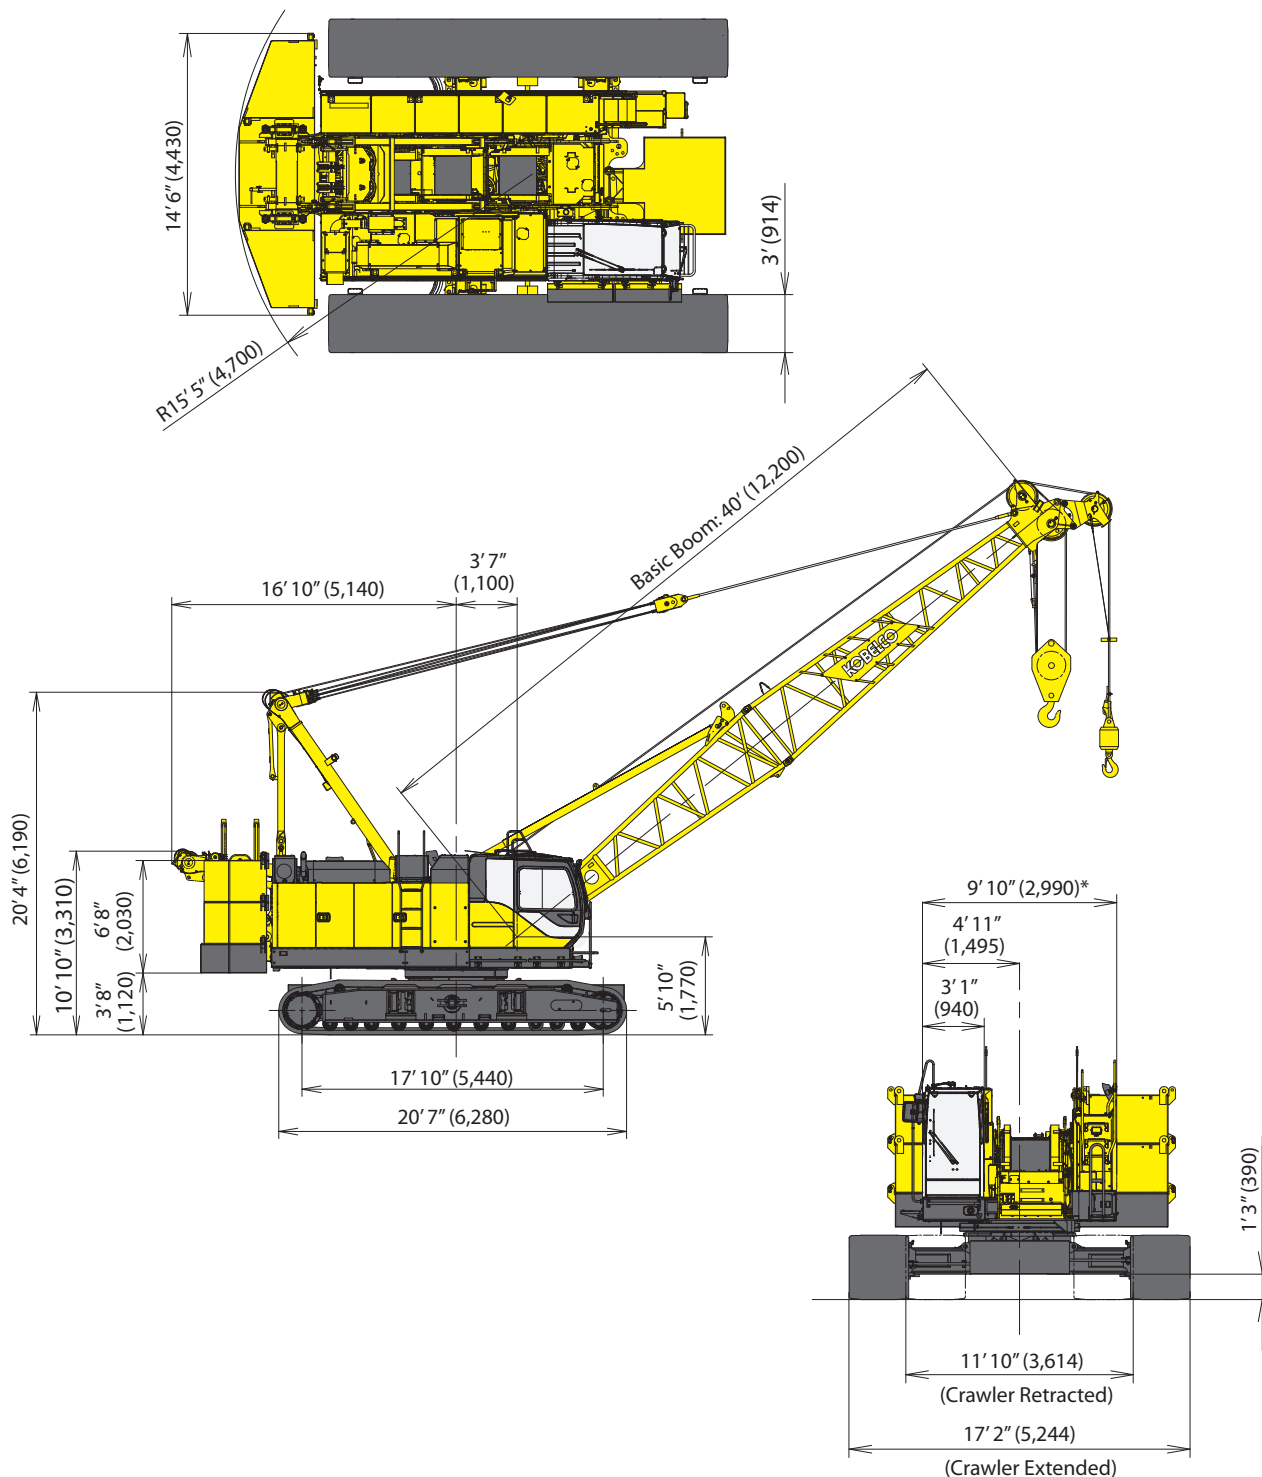 14′ 6″ (4,430)
3′ (914)
R15′ 5″ (4,700)
Basic Boom: 40′ (12,200)
3′ 7″
(1,100)
16′ 10″ (5,140)
KOBELCO
20′ 4″ (6,190)
10′ 10″ (3,310)
6′ 8″
(2,030)
3′ 8″
(1,120)
5′ 10″
(1,770)
17′ 10″ (5,440)
20′ 7″ (6,280)
9′ 10″ (2,990)*
4′ 11″
(1,495)
3′ 1″
(940)
1′ 3″ (390)
11′ 10″ (3,614)
(Crawler Retracted)
17′ 2″ (5,244)
(Crawler Extended)